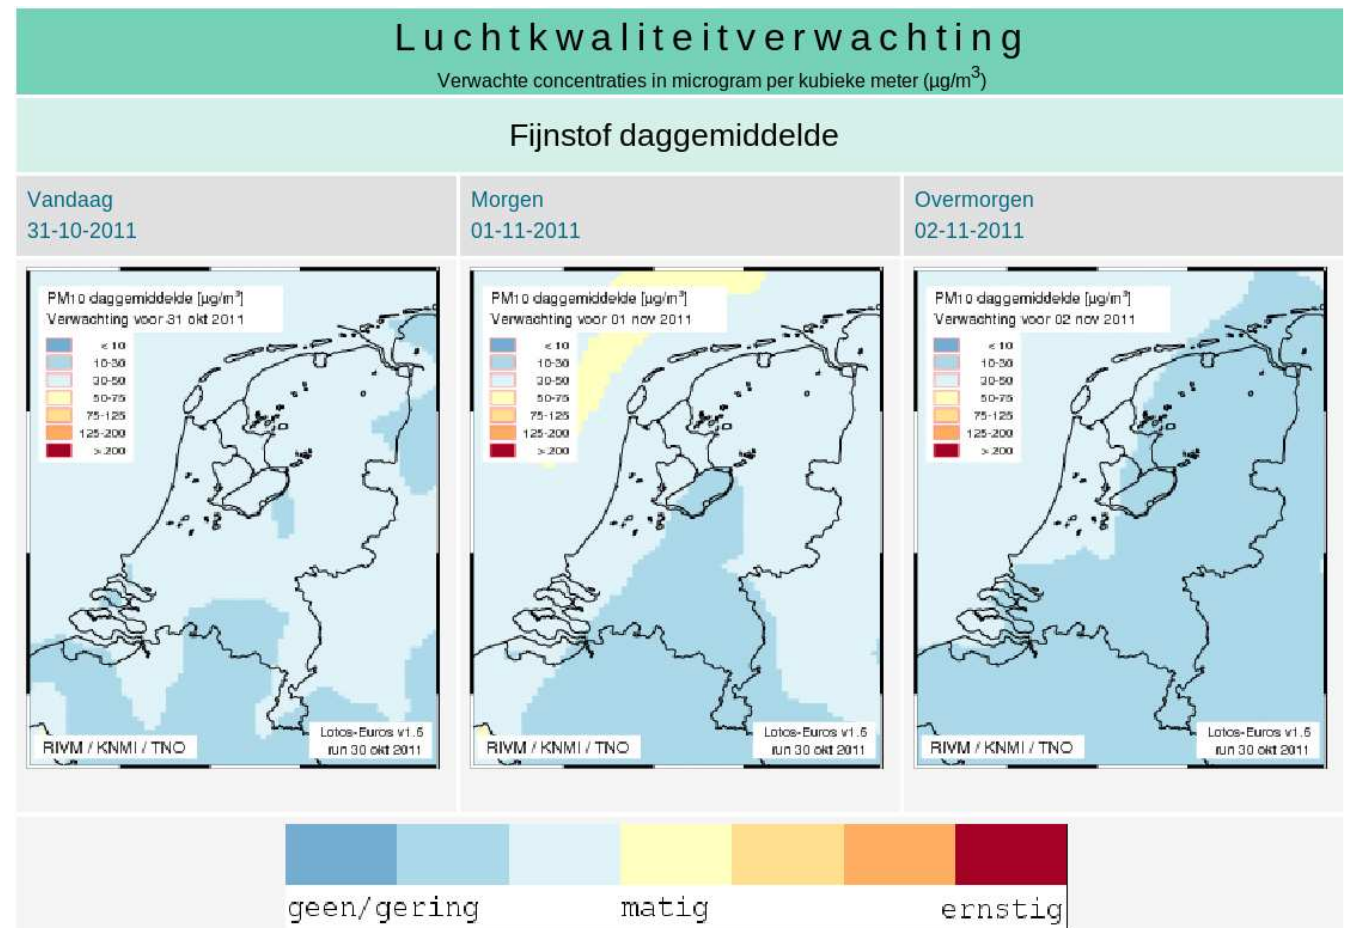 Luchtkwaliteitverwachting
Verwachte concentraties in microgram per kubieke meter (µg/m³)
Fijnstof daggemiddelde
Vandaag
31-10-2011
Morgen
01-11-2011
Overmorgen
02-11-2011
PM10 daggemiddelde [µg/m³]
Verwachting voor 31 okt 2011
< 10
10-30
30-50
50-75
75-125
125-200
> 200
RIVM / KNMI / TNO
Lotos-Euros v1.6
run 30 okt 2011
PM10 daggemiddelde [µg/m³]
Verwachting voor 01 nov 2011
< 10
10-30
30-50
50-75
75-125
125-200
> 200
RIVM / KNMI / TNO
Lotos-Euros v1.6
run 30 okt 2011
PM10 daggemiddelde [µg/m³]
Verwachting voor 02 nov 2011
< 10
10-30
30-50
50-75
75-125
125-200
> 200
RIVM / KNMI / TNO
Lotos-Euros v1.6
run 30 okt 2011
geen/gering matig ernstig